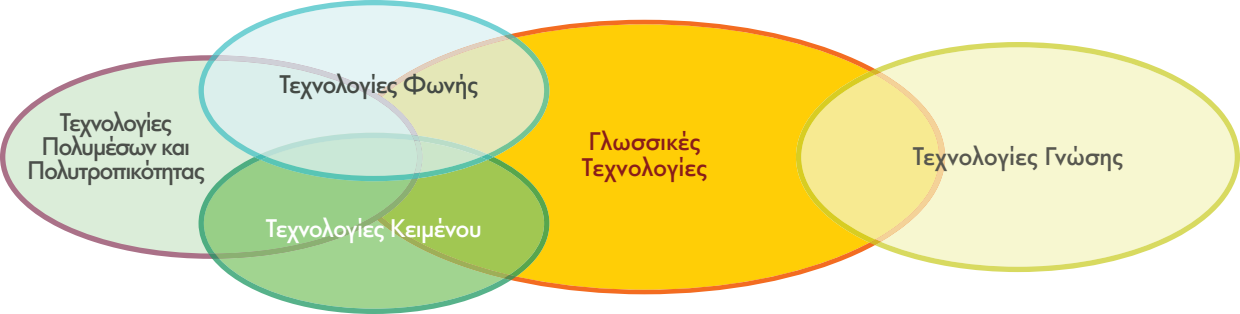 Τεχνολογίες Φωνής
Τεχνολογίες
Πολυμέσων και
Πολυτροπικότητας
Τεχνολογίες Κειμένου
Γλωσσικές
Τεχνολογίες
Τεχνολογίες Γνώσης